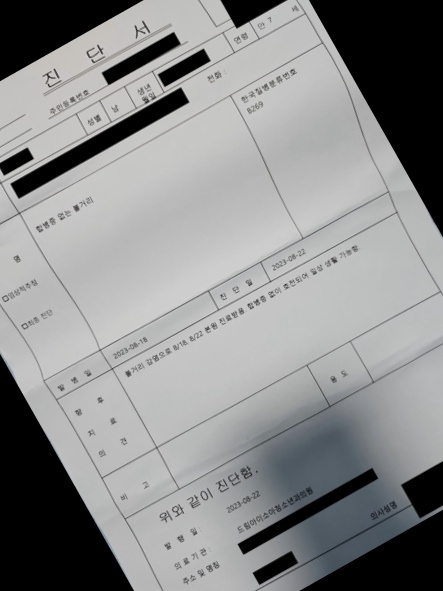 진 단 서
주민등록번호
성별 남 생년월일 연령 만 7 세
전화 :
한국질병분류번호
B269
명
합병증 없는 볼거리
□임상적추정
□최종 진단
발 병 일 2023-08-18 진 단 일 2023-08-22
향 후 치 료 의 견
볼거리 감염으로 8/18, 8/22 본원 진료받음. 합병증 없이 호전되어 일상 생활 가능함.
비 고
용 도
위와 같이 진단함.
발 행 일 : 2023-08-22
의 료 기 관 : 드림아이소아청소년과의원
주소 및 명칭
의사성명